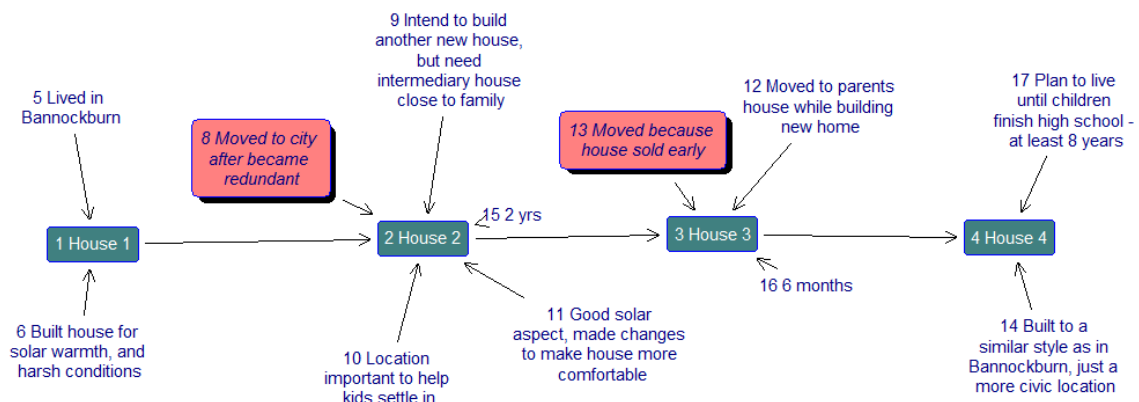 9 Intend to build
another new house,
but need
intermediary house
close to family
5 Lived in
Bannockburn
8 Moved to city
after became
redundant
13 Moved because
house sold early
12 Moved to parents
house while building
new home
17 Plan to live
until children
finish high school -
at least 8 years
15 2 yrs
1 House 1
2 House 2
3 House 3
4 House 4
16 6 months
6 Built house for
solar warmth, and
harsh conditions
10 Location
important to help
kids settle in
11 Good solar
aspect, made changes
to make house more
comfortable
14 Built to a
similar style as in
Bannockburn, just a
more civic location